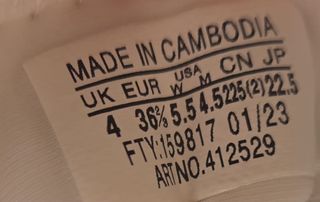 MADE IN CAMBODIA
UK EUR USA W M CN JP
4 36⅔ 5.5 4.5 225(2) 22.5
FTY:159817 01/23
ART NO.412529